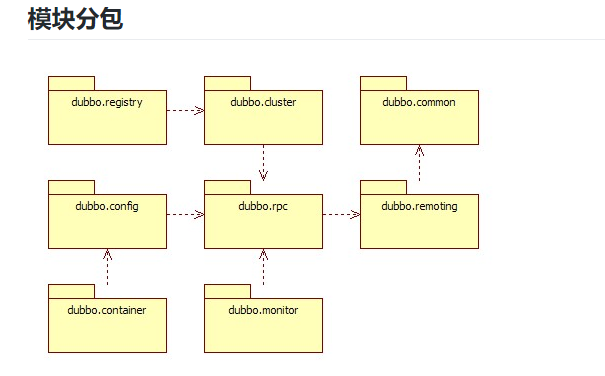 模块分包
dubbo.registry
dubbo.cluster
dubbo.common
dubbo.config
dubbo.rpc
dubbo.remoting
dubbo.container
dubbo.monitor